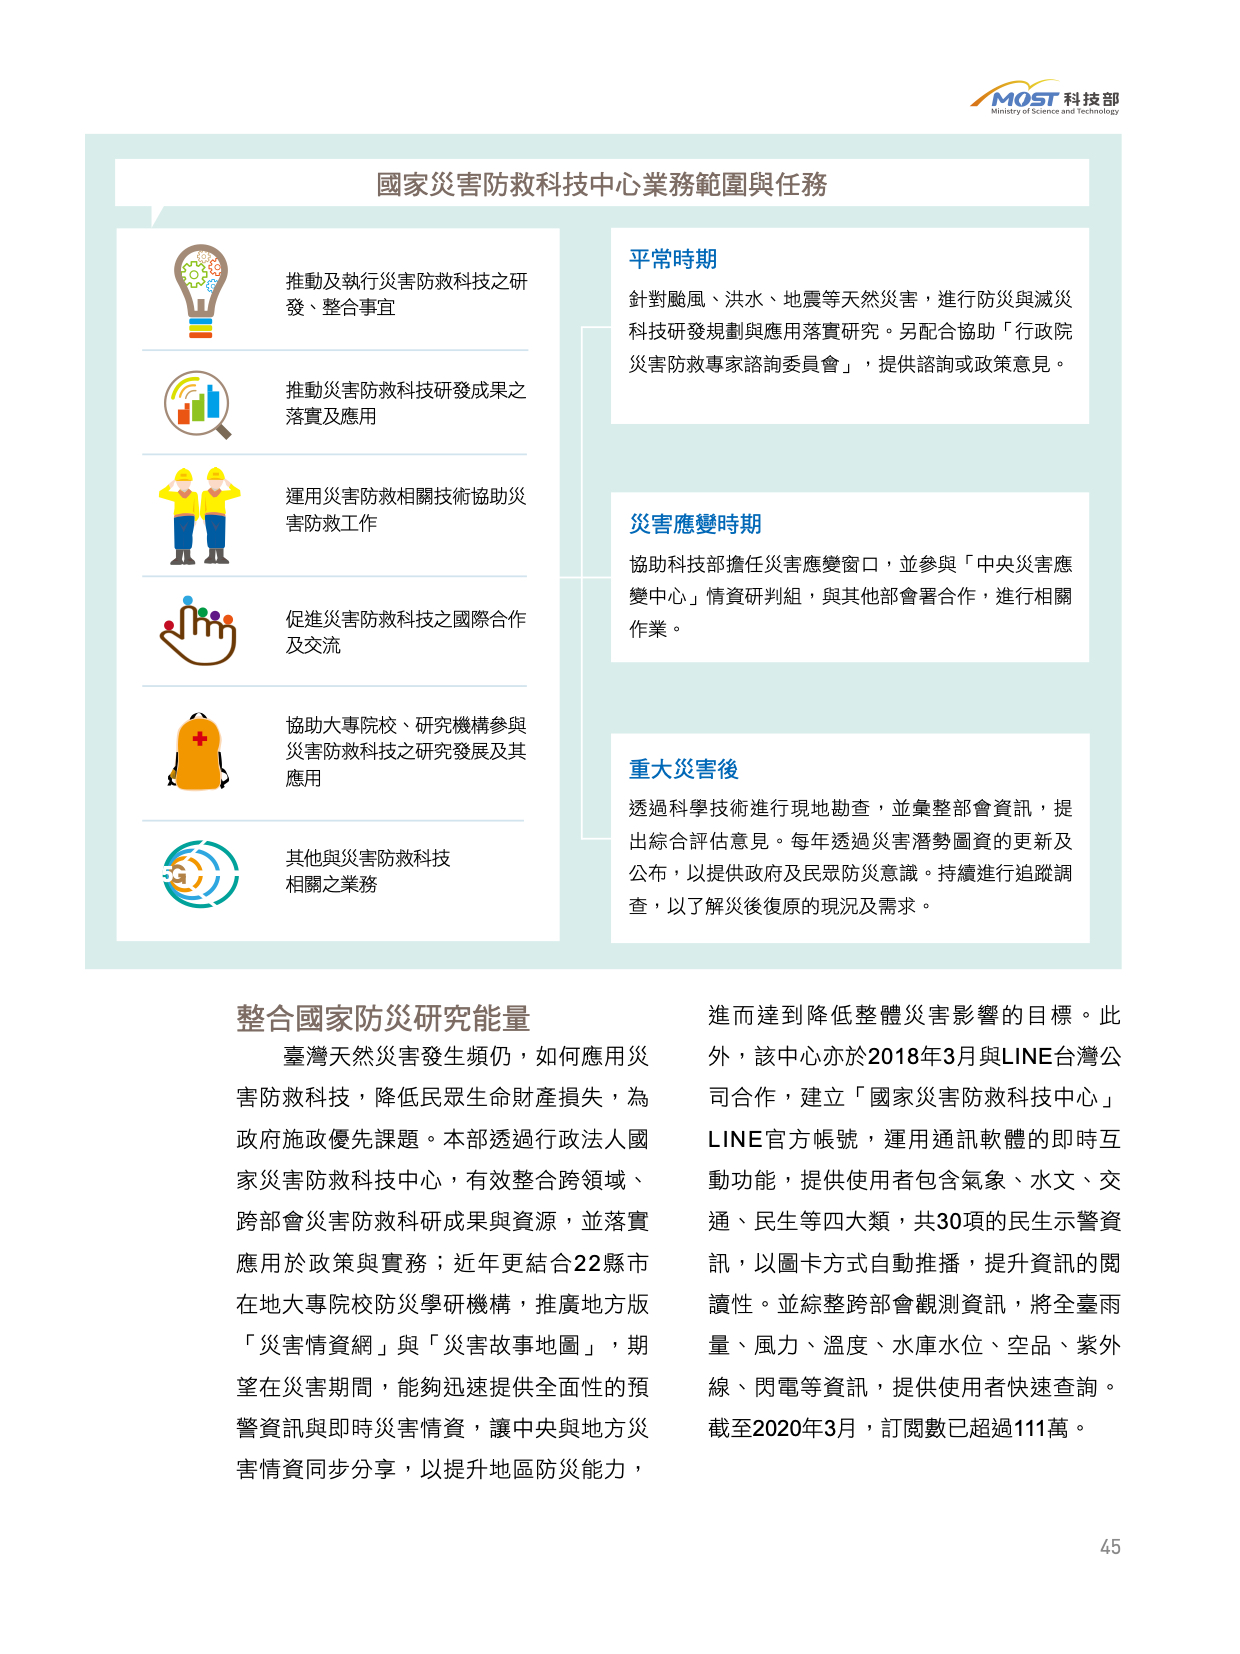 MOST 科技部
Ministry of Science and Technology
國家災害防救科技中心業務範圍與任務
推動及執行災害防救科技之研
發、整合事宜
推動災害防救科技研發成果之
落實及應用
運用災害防救相關技術協助災
害防救工作
促進災害防救科技之國際合作
及交流
協助大專院校、研究機構參與
災害防救科技之研究發展及其
應用
5G
其他與災害防救科技
相關之業務
平常時期
針對颱風、洪水、地震等天然災害，進行防災與減災
科技研發規劃與應用落實研究。另配合協助「行政院
災害防救專家諮詢委員會」，提供諮詢或政策意見。
災害應變時期
協助科技部擔任災害應變窗口，並參與「中央災害應
變中心」情資研判組，與其他部會署合作，進行相關
作業。
重大災害後
透過科學技術進行現地勘查，並彙整部會資訊，提
出綜合評估意見。每年透過災害潛勢圖資的更新及
公布，以提供政府及民眾防災意識。持續進行追蹤調
查，以了解災後復原的現況及需求。
整合國家防災研究能量
臺灣天然災害發生頻仍，如何應用災
害防救科技，降低民眾生命財產損失，為
政府施政優先課題。本部透過行政法人國
家災害防救科技中心，有效整合跨領域、
跨部會災害防救科研成果與資源，並落實
應用於政策與實務；近年更結合22縣市
在地大專院校防災學研機構，推廣地方版
「災害情資網」與「災害故事地圖」，期
望在災害期間，能夠迅速提供全面性的預
警資訊與即時災害情資，讓中央與地方災
害情資同步分享，以提升地區防災能力，
進而達到降低整體災害影響的目標。此
外，該中心亦於2018年3月與LINE台灣公
司合作，建立「國家災害防救科技中心」
LINE官方帳號，運用通訊軟體的即時互
動功能，提供使用者包含氣象、水文、交
通、民生等四大類，共30項的民生示警資
訊，以圖卡方式自動推播，提升資訊的閱
讀性。並綜整跨部會觀測資訊，將全臺雨
量、風力、溫度、水庫水位、空品、紫外
線、閃電等資訊，提供使用者快速查詢。
截至2020年3月，訂閱數已超過111萬。
45